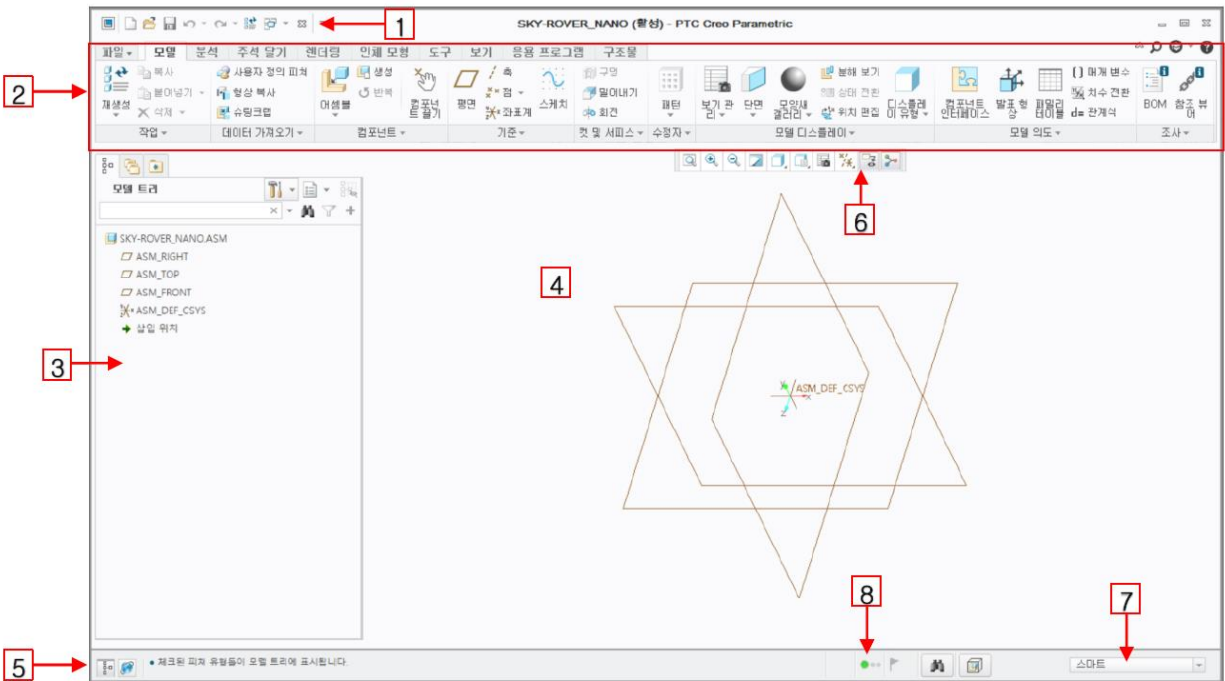 1
SKY-ROVER_NANO (활성) - PTC Creo Parametric
2
파일 모델 분석 주석 달기 렌더링 인체 모형 도구 보기 응용 프로그램 구조물
재생성 복사 붙여넣기 삭제
작업
사용자 정의 피처
형상 복사
슈링크랩
데이터 가져오기
어셈블 생성 반복 컴포넌트 끌기
컴포넌트
평면 축 점 좌표계 스케치
기준
구멍
밀어내기
회전
컷 및 서피스
패턴
수정자
보기 관리 단면 모양새 갤러리 분해 보기 상태 전환 위치 편집 디스플레이 유형
모델 디스플레이
컴포넌트 인터페이스 발표 형상 패밀리 테이블 [ ] 매개 변수 치수 전환 d= 관계식
모델 의도
BOM 참조 뷰어
조사
모델 트리
SKY-ROVER_NANO.ASM
ASM_RIGHT
ASM_TOP
ASM_FRONT
ASM_DEF_CSYS
삽입 위치
3
4
6
Y ASM_DEF_CSYS
X
Z
8
7
5
• 체크된 피처 유형들이 모델 트리에 표시됩니다.
스마트